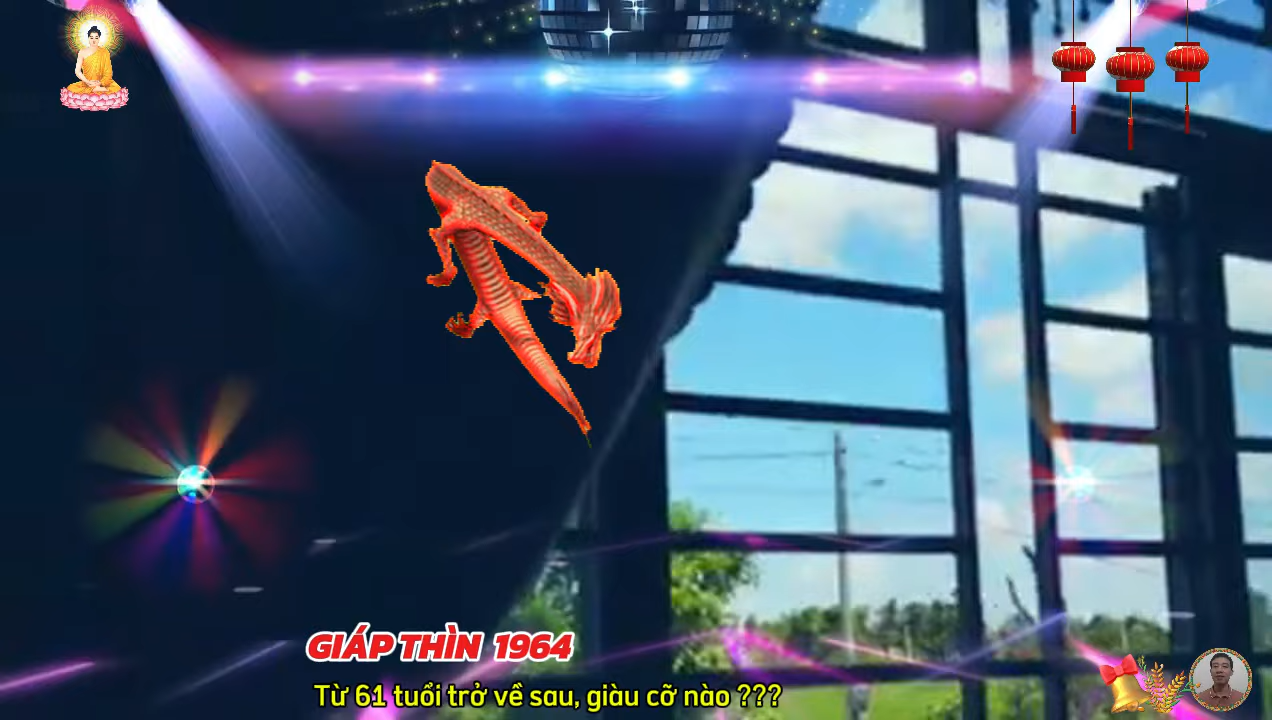 GIÁP THÌN 1964
Từ 61 tuổi trở về sau, giàu cỡ nào ???